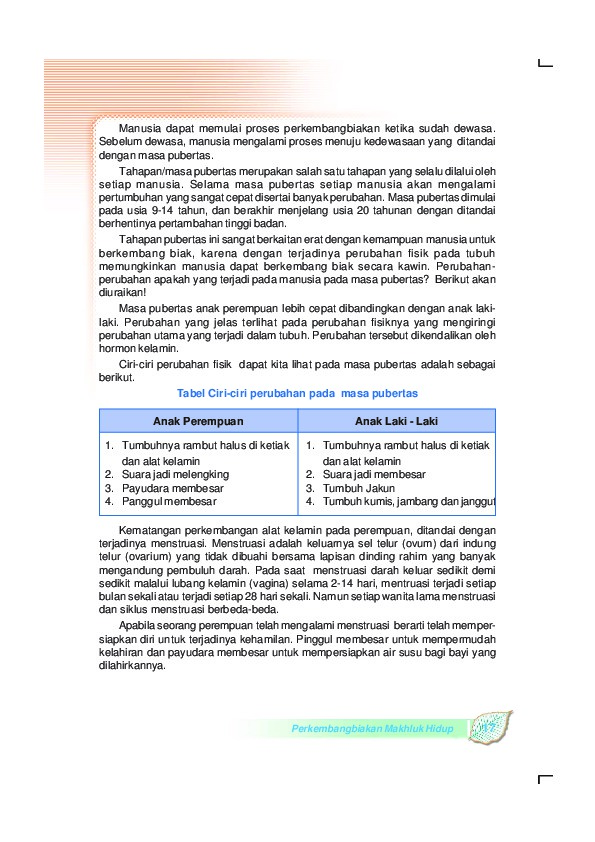 Manusia dapat memulai proses perkembangbiakan ketika sudah dewasa.
Sebelum dewasa, manusia mengalami proses menuju kedewasaan yang ditandai
dengan masa pubertas.
Tahapan/masa pubertas merupakan salah satu tahapan yang selalu dilalui oleh
setiap manusia. Selama masa pubertas setiap manusia akan mengalami
pertumbuhan yang sangat cepat disertai banyak perubahan. Masa pubertas dimulai
pada usia 9-14 tahun, dan berakhir menjelang usia 20 tahunan dengan ditandai
berhentinya pertambahan tinggi badan.
Tahapan pubertas ini sangat berkaitan erat dengan kemampuan manusia untuk
berkembang biak, karena dengan terjadinya perubahan fisik pada tubuh
memungkinkan manusia dapat berkembang biak secara kawin. Perubahan-
perubahan apakah yang terjadi pada manusia pada masa pubertas? Berikut akan
diuraikan!
Masa pubertas anak perempuan lebih cepat dibandingkan dengan anak laki-
laki. Perubahan yang jelas terlihat pada perubahan fisiknya yang mengiringi
perubahan utama yang terjadi dalam tubuh. Perubahan tersebut dikendalikan oleh
hormon kelamin.
Ciri-ciri perubahan fisik dapat kita lihat pada masa pubertas adalah sebagai
berikut.
Tabel Ciri-ciri perubahan pada masa pubertas
Anak Perempuan
1. Tumbuhnya rambut halus di ketiak
dan alat kelamin
2. Suara jadi melengking
3. Payudara membesar
4. Panggul membesar
Anak Laki - Laki
1. Tumbuhnya rambut halus di ketiak
dan alat kelamin
2. Suara jadi membesar
3. Tumbuh Jakun
4. Tumbuh kumis, jambang dan janggut
Kematangan perkembangan alat kelamin pada perempuan, ditandai dengan
terjadinya menstruasi. Menstruasi adalah keluarnya sel telur (ovum) dari indung
telur (ovarium) yang tidak dibuahi bersama lapisan dinding rahim yang banyak
mengandung pembuluh darah. Pada saat menstruasi darah keluar sedikit demi
sedikit malalui lubang kelamin (vagina) selama 2-14 hari, mentruasi terjadi setiap
bulan sekali atau terjadi setiap 28 hari sekali. Namun setiap wanita lama menstruasi
dan siklus menstruasi berbeda-beda.
Apabila seorang perempuan telah mengalami menstruasi berarti telah memper-
siapkan diri untuk terjadinya kehamilan. Pinggul membesar untuk mempermudah
kelahiran dan payudara membesar untuk mempersiapkan air susu bagi bayi yang
dilahirkannya.
Perkembangbiakan Makhluk Hidup